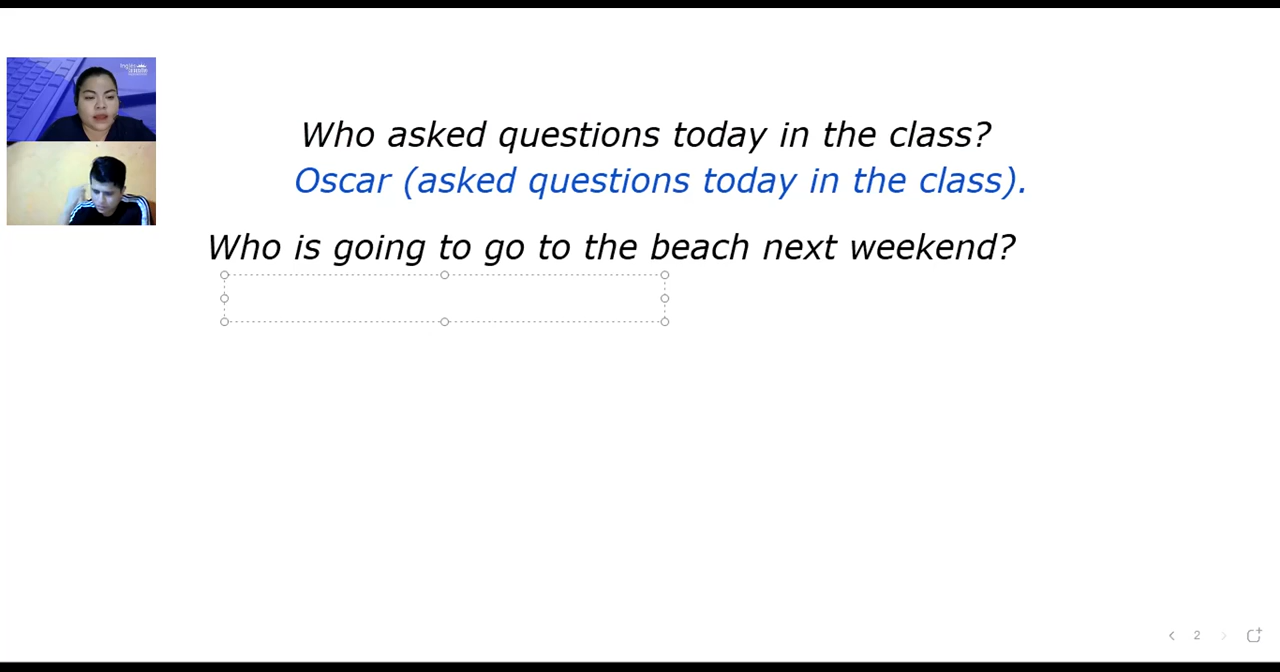 Who asked questions today in the class?
Oscar (asked questions today in the class).
Who is going to go to the beach next weekend?
2